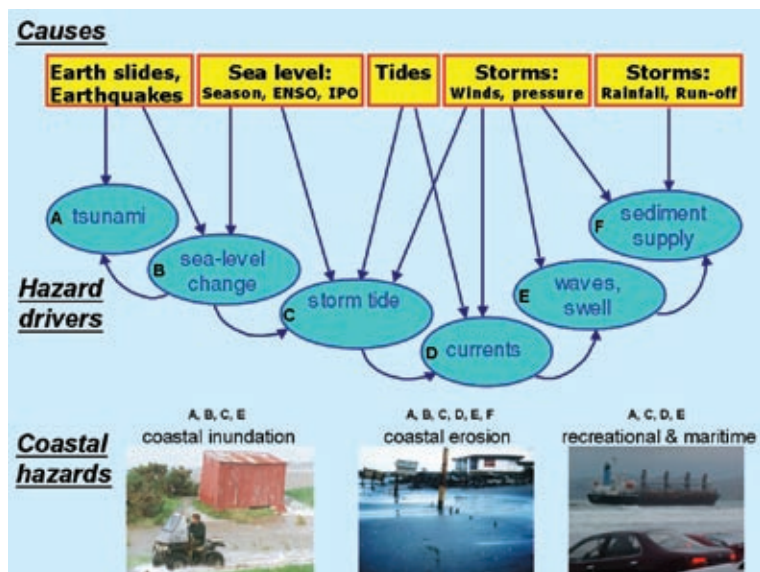 Causes
Earth slides,
Earthquakes
Sea level:
Season, ENSO, IPO
Tides
Storms:
Winds, pressure
Storms:
Rainfall, Run-off
A tsunami
B sea-level
change
C storm tide
D currents
E waves,
swell
F sediment
supply
Hazard
drivers
A, B, C, E
coastal inundation
A, B, C, D, E, F
coastal erosion
A, C, D, E
recreational & maritime
Coastal
hazards